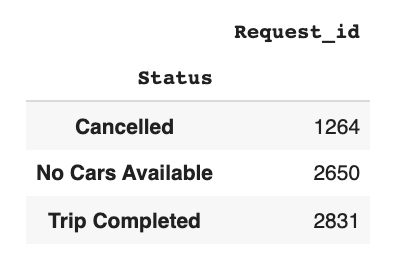 Request_id
Status
Cancelled 1264
No Cars Available 2650
Trip Completed 2831